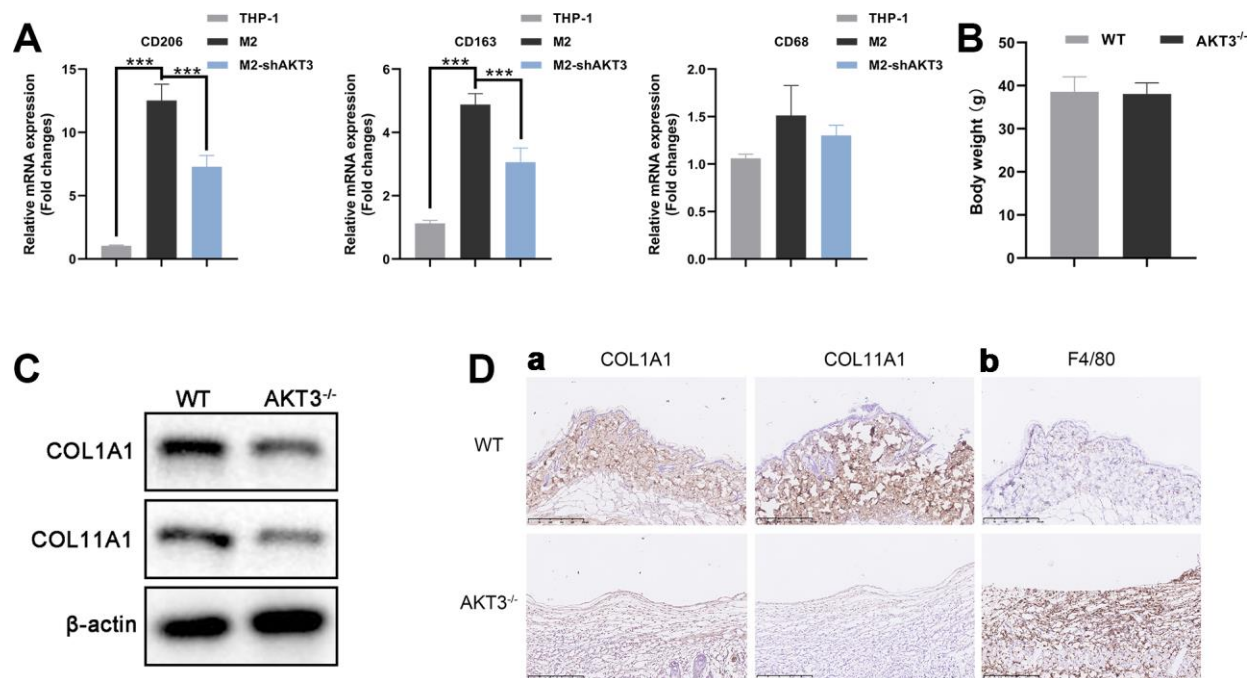 A
CD206
THP-1
M2
M2-shAKT3
Relative mRNA expression
(Fold changes)
15
10
5
0
***
***
CD163
THP-1
M2
M2-shAKT3
Relative mRNA expression
(Fold changes)
6
4
2
0
***
***
CD68
THP-1
M2
M2-shAKT3
Relative mRNA expression
(Fold changes)
2.0
1.5
1.0
0.5
0.0
B
WT
AKT3-/-
Body weight (g)
50
40
30
20
10
0
C
WT
AKT3-/-
COL1A1
COL11A1
β-actin
D
a
COL1A1
COL11A1
b
F4/80
WT
AKT3-/-